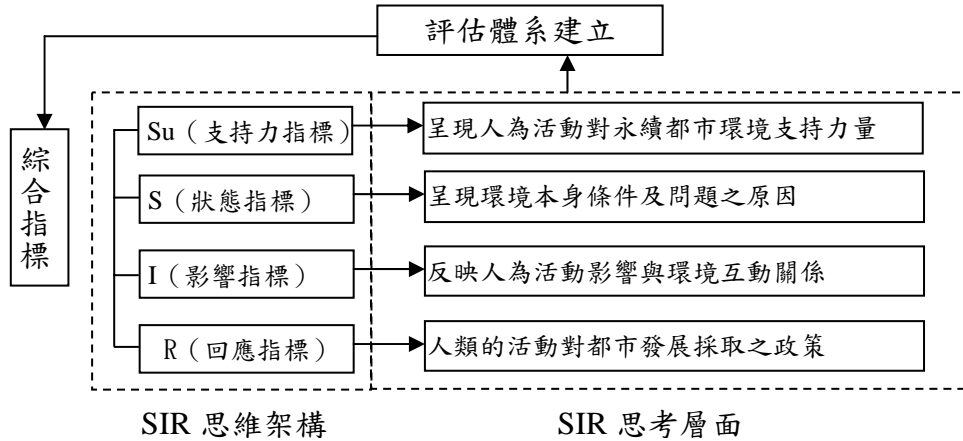 評估體系建立
綜合指標
Su（支持力指標）
呈現人為活動對永續都市環境支持力量
S（狀態指標）
呈現環境本身條件及問題之原因
I（影響指標）
反映人為活動影響與環境互動關係
R（回應指標）
人類的活動對都市發展採取之政策
SIR 思維架構
SIR 思考層面